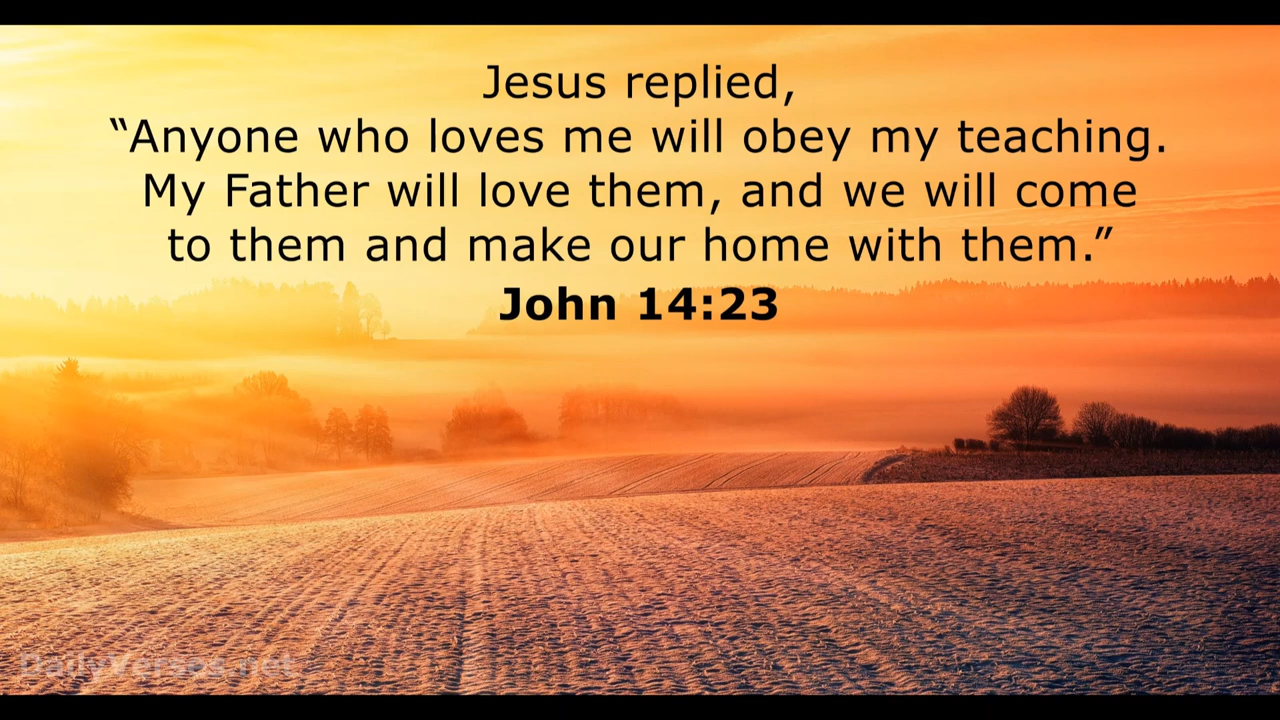 Jesus replied,
“Anyone who loves me will obey my teaching.
My Father will love them, and we will come
to them and make our home with them.”
John 14:23
DailyVerses.net